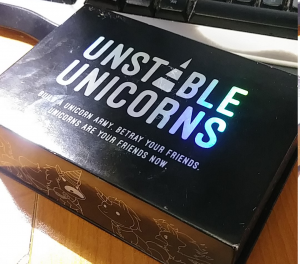 UNSTABLE
UNICORNS
BUILD A UNICORN ARMY. BETRAY YOUR FRIENDS.
UNICORNS ARE YOUR FRIENDS NOW.